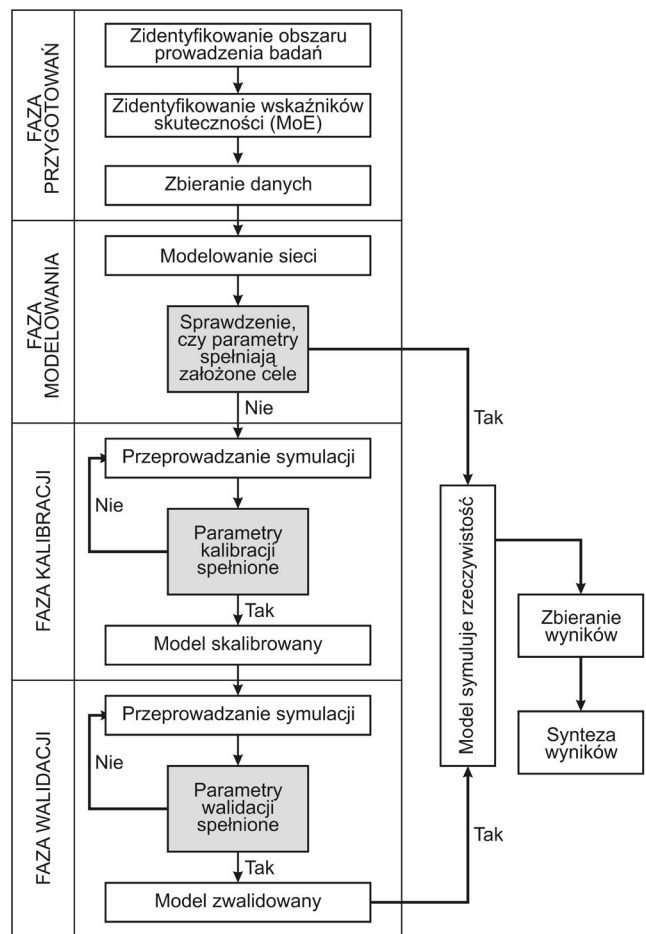 FAZA
PRZYGOTOWAŃ
Zidentyfikowanie obszaru
prowadzenia badań
Zidentyfikowanie wskaźników
skuteczności (MoE)
Zbieranie danych
FAZA
MODELOWANIA
Modelowanie sieci
Sprawdzenie,
czy parametry
spełniają
założone cele
Nie
Tak
FAZA KALIBRACJI
Przeprowadzanie symulacji
Nie
Parametry
kalibracji
spełnione
Tak
Model skalibrowany
FAZA WALIDACJI
Przeprowadzanie symulacji
Nie
Parametry
walidacji
spełnione
Tak
Model zwalidowany
Tak
Model symuluje rzeczywistość
Zbieranie
wyników
Synteza
wyników